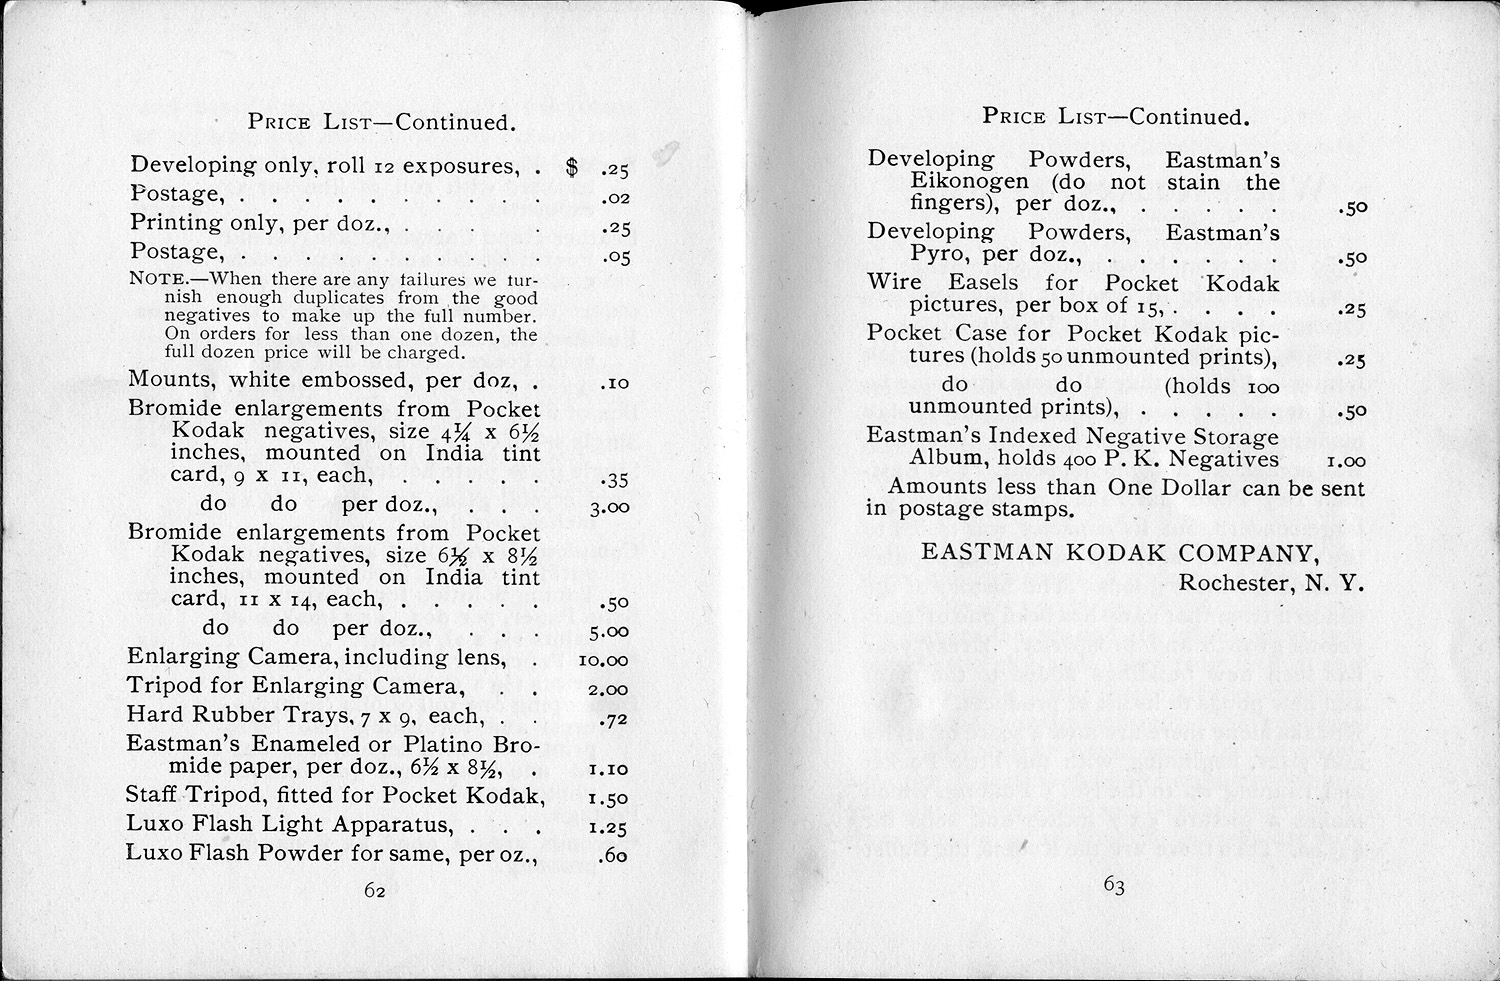 PRICE LIST—Continued.
Developing only, roll 12 exposures, . $ .25
Postage, . . . . . . . . . . .02
Printing only, per doz., . . . . . .25
Postage, . . . . . . . . . . .05
NOTE.—When there are any failures we fur-
nish enough duplicates from the good
negatives to make up the full number.
On orders for less than one dozen, the
full dozen price will be charged.
Mounts, white embossed, per doz, . .10
Bromide enlargements from Pocket
Kodak negatives, size 4¼ x 6½
inches, mounted on India tint
card, 9 x 11, each, . . . . . .35
do do per doz., . . . 3.00
Bromide enlargements from Pocket
Kodak negatives, size 6½ x 8½
inches, mounted on India tint
card, 11 x 14, each, . . . . . .50
do do per doz., . . . 5.00
Enlarging Camera, including lens, . 10.00
Tripod for Enlarging Camera, . . 2.00
Hard Rubber Trays, 7 x 9, each, . . .72
Eastman's Enameled or Platino Bro-
mide paper, per doz., 6½ x 8½, . 1.10
Staff Tripod, fitted for Pocket Kodak, 1.50
Luxo Flash Light Apparatus, . . . 1.25
Luxo Flash Powder for same, per oz., .60
62
PRICE LIST—Continued.
Developing Powders, Eastman's
Eikonogen (do not stain the
fingers), per doz., . . . . . .50
Developing Powders, Eastman's
Pyro, per doz., . . . . . . .50
Wire Easels for Pocket Kodak
pictures, per box of 15, . . . . .25
Pocket Case for Pocket Kodak pic-
tures (holds 50 unmounted prints), .25
do do (holds 100
unmounted prints), . . . . . .50
Eastman's Indexed Negative Storage
Album, holds 400 P. K. Negatives 1.00
Amounts less than One Dollar can be sent
in postage stamps.
EASTMAN KODAK COMPANY,
Rochester, N. Y.
63